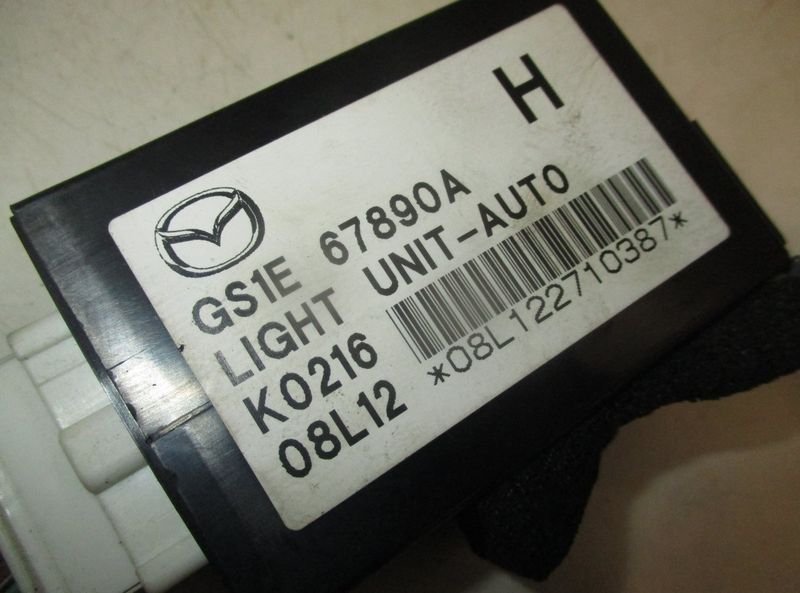 H
GS1E 67890A
LIGHT UNIT-AUTO
K0216
08L12
*08L122710387*